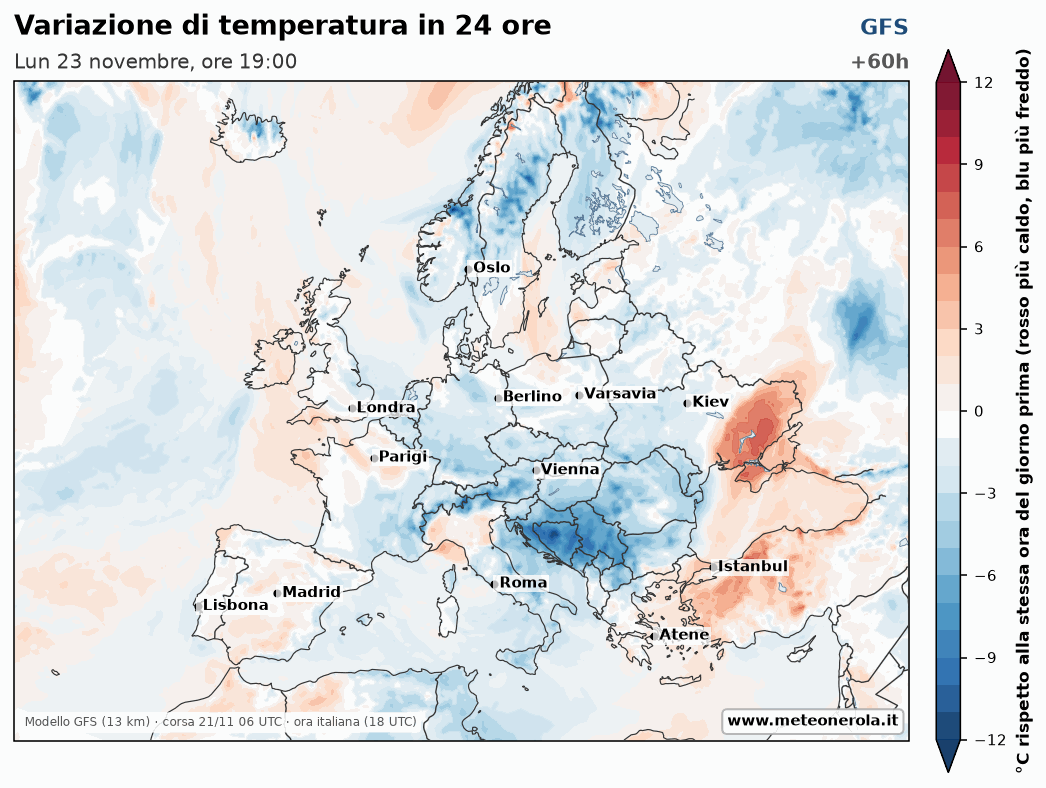 Variazione di temperatura in 24 ore
GFS
Lun 23 novembre, ore 19:00
+60h
Oslo
Berlino
Varsavia
Kiev
Londra
Parigi
Vienna
Istanbul
Roma
Madrid
Lisbona
Atene
Modello GFS (13 km) · corsa 21/11 06 UTC · ora italiana (18 UTC)
www.meteonerola.it
12
9
6
3
0
−3
−6
−9
−12
°C rispetto alla stessa ora del giorno prima (rosso più caldo, blu più freddo)